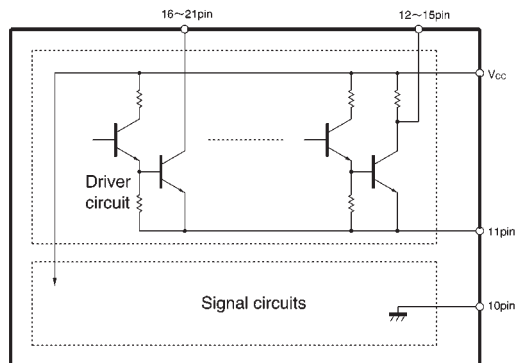 16~21pin
12~15pin
Vcc
Driver
circuit
11pin
Signal circuits
10pin